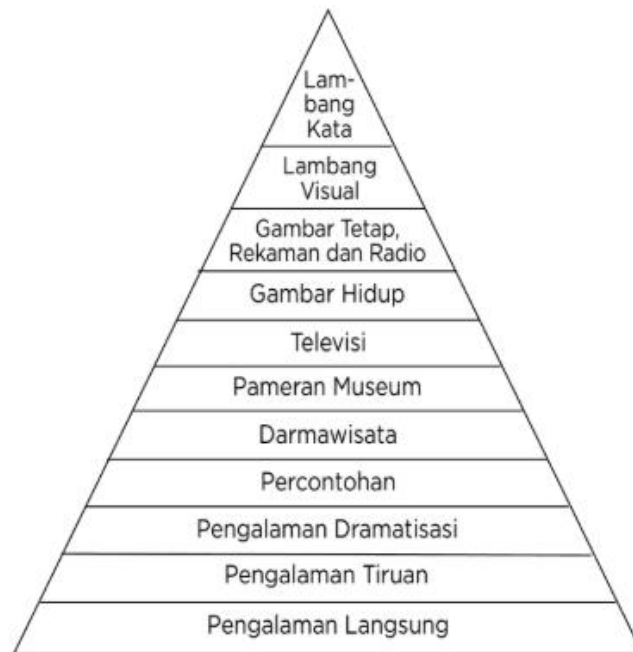 Lam-
bang
Kata
Lambang
Visual
Gambar Tetap,
Rekaman dan Radio
Gambar Hidup
Televisi
Pameran Museum
Darmawisata
Percontohan
Pengalaman Dramatisasi
Pengalaman Tiruan
Pengalaman Langsung